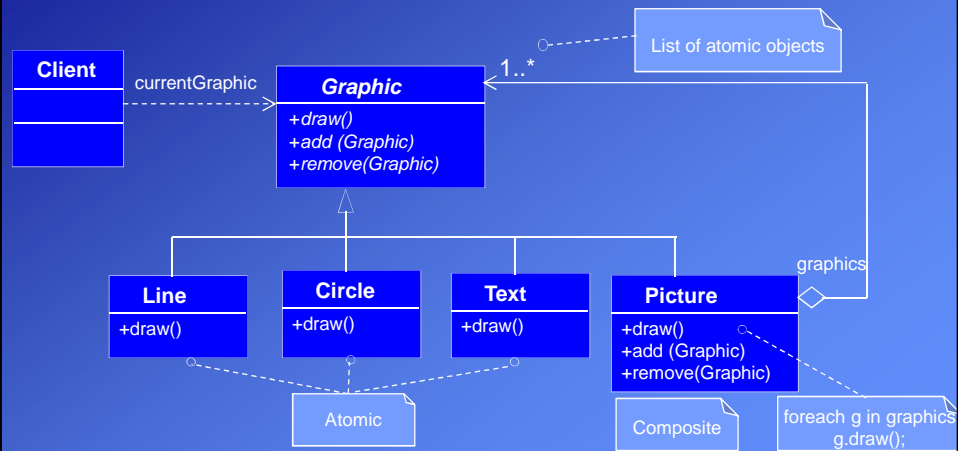 List of atomic objects
Client
currentGraphic
1..*
Graphic
+draw()
+add (Graphic)
+remove(Graphic)
graphics
Line
+draw()
Circle
+draw()
Text
+draw()
Picture
+draw()
+add (Graphic)
+remove(Graphic)
Atomic
Composite
foreach g in graphics
g.draw();